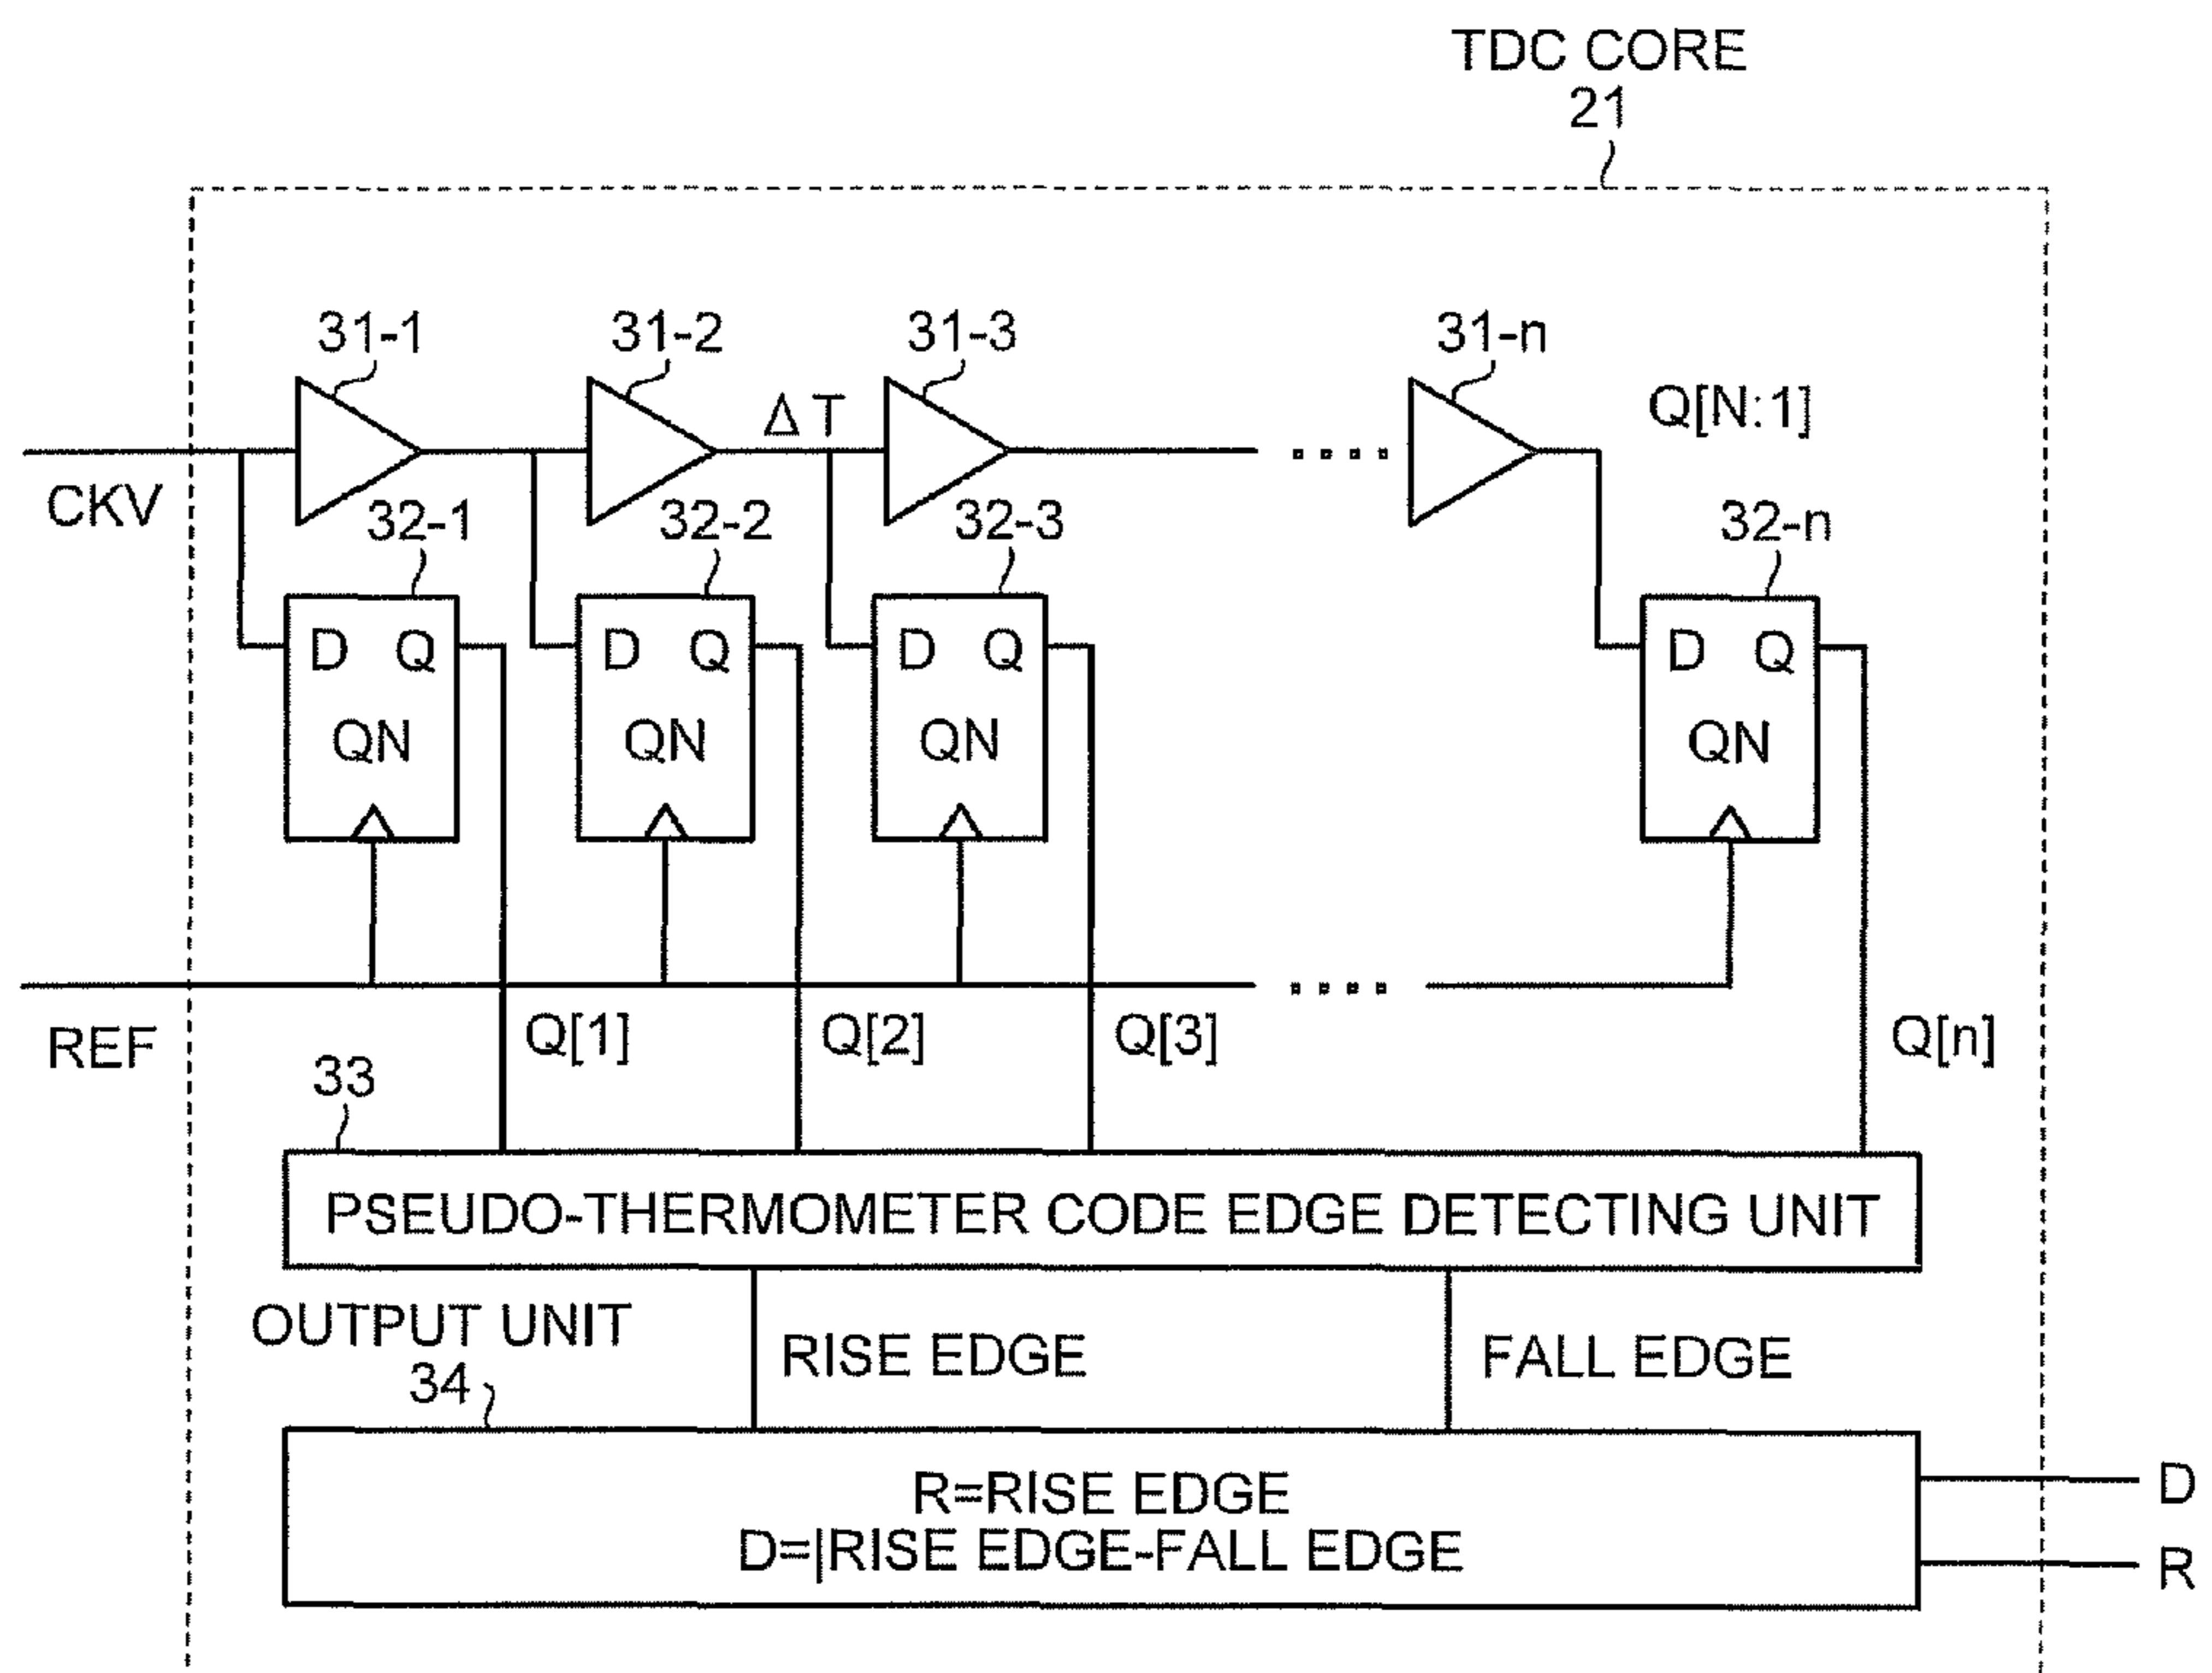 TDC CORE
21
31-1
31-2
31-3
31-n
Δ T
Q[N:1]
CKV
32-1
32-2
32-3
32-n
D Q
QN
D Q
QN
D Q
QN
D Q
QN
REF
Q[1]
Q[2]
Q[3]
Q[n]
33
PSEUDO-THERMOMETER CODE EDGE DETECTING UNIT
OUTPUT UNIT
34
RISE EDGE
FALL EDGE
R=RISE EDGE
D=|RISE EDGE-FALL EDGE
D
R